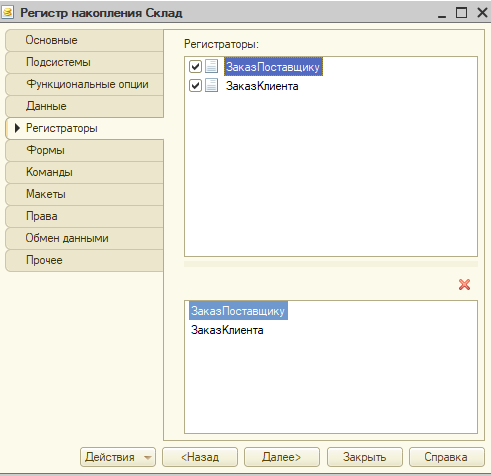 Регистр накопления Склад
Основные
Подсистемы
Функциональные опции
Данные
Регистраторы
Формы
Команды
Макеты
Права
Обмен данными
Прочее
Регистраторы:
ЗаказПоставщику
ЗаказКлиента
ЗаказПоставщику
ЗаказКлиента
Действия
<Назад
Далее>
Закрыть
Справка